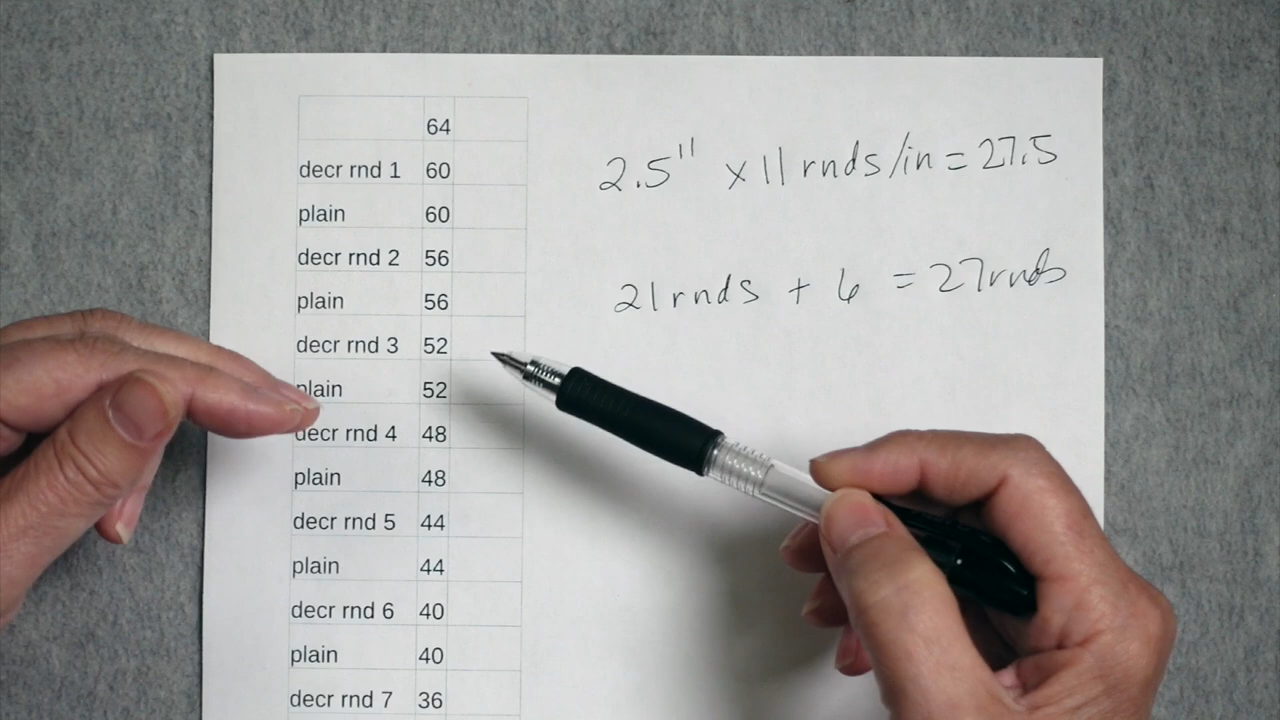 64
decr rnd 1 60
plain 60
decr rnd 2 56
plain 56
decr rnd 3 52
plain 52
decr rnd 4 48
plain 48
decr rnd 5 44
plain 44
decr rnd 6 40
plain 40
decr rnd 7 36
2.5" x 11 rnds/in = 27.5
21 rnds + 6 = 27 rnds